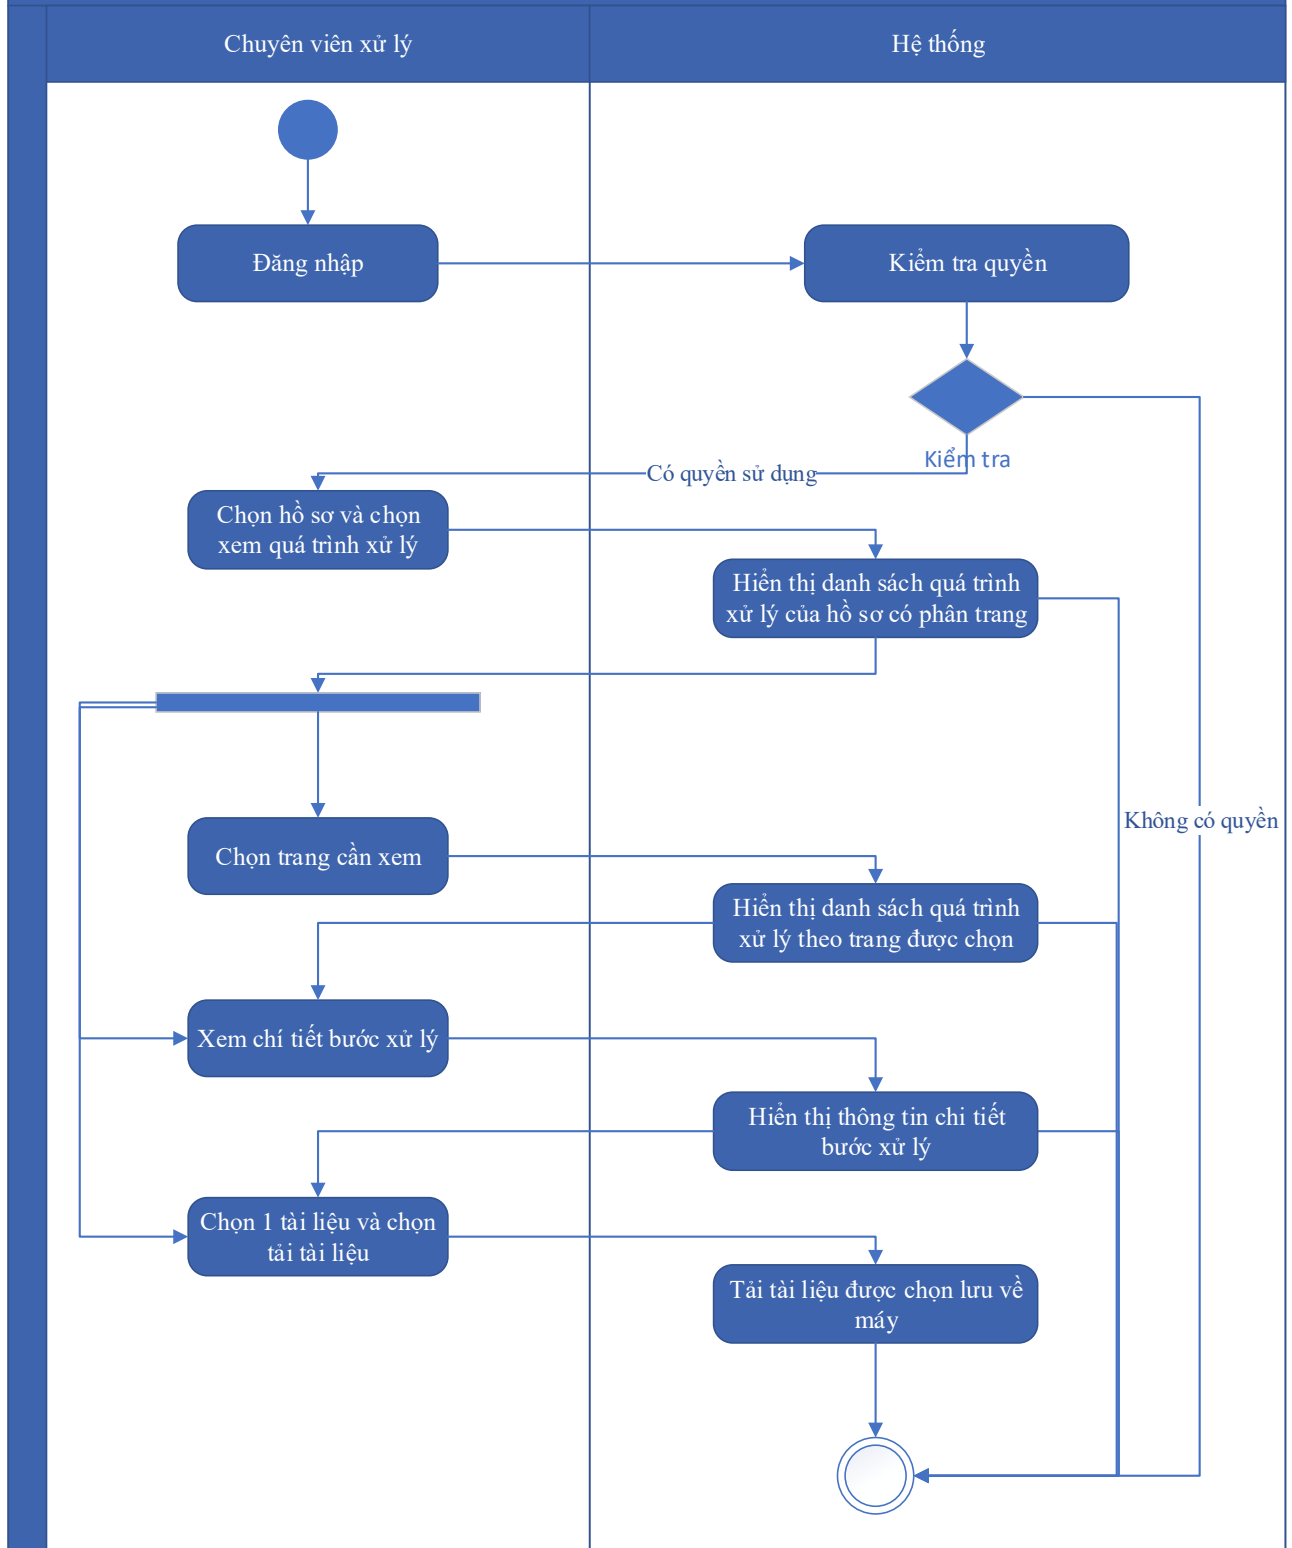 Chuyên viên xử lý
Hệ thống
Đăng nhập
Kiểm tra quyền
Kiểm tra
Có quyền sử dụng
Chọn hồ sơ và chọn
xem quá trình xử lý
Hiển thị danh sách quá trình
xử lý của hồ sơ có phân trang
Không có quyền
Chọn trang cần xem
Hiển thị danh sách quá trình
xử lý theo trang được chọn
Xem chí tiết bước xử lý
Hiển thị thông tin chi tiết
bước xử lý
Chọn 1 tài liệu và chọn
tải tài liệu
Tải tài liệu được chọn lưu về
máy